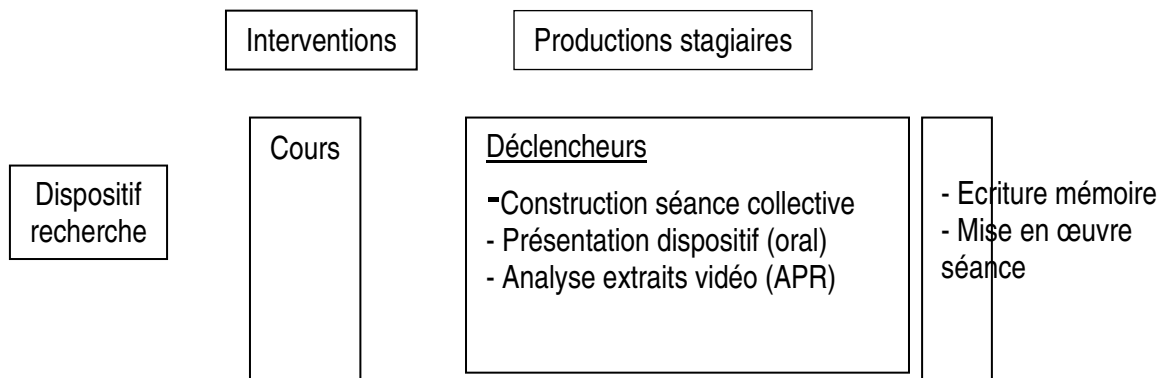 Interventions
Productions stagiaires
Dispositif
recherche
Cours
Déclencheurs
-Construction séance collective
- Présentation dispositif (oral)
- Analyse extraits vidéo (APR)
- Ecriture mémoire
- Mise en œuvre
séance